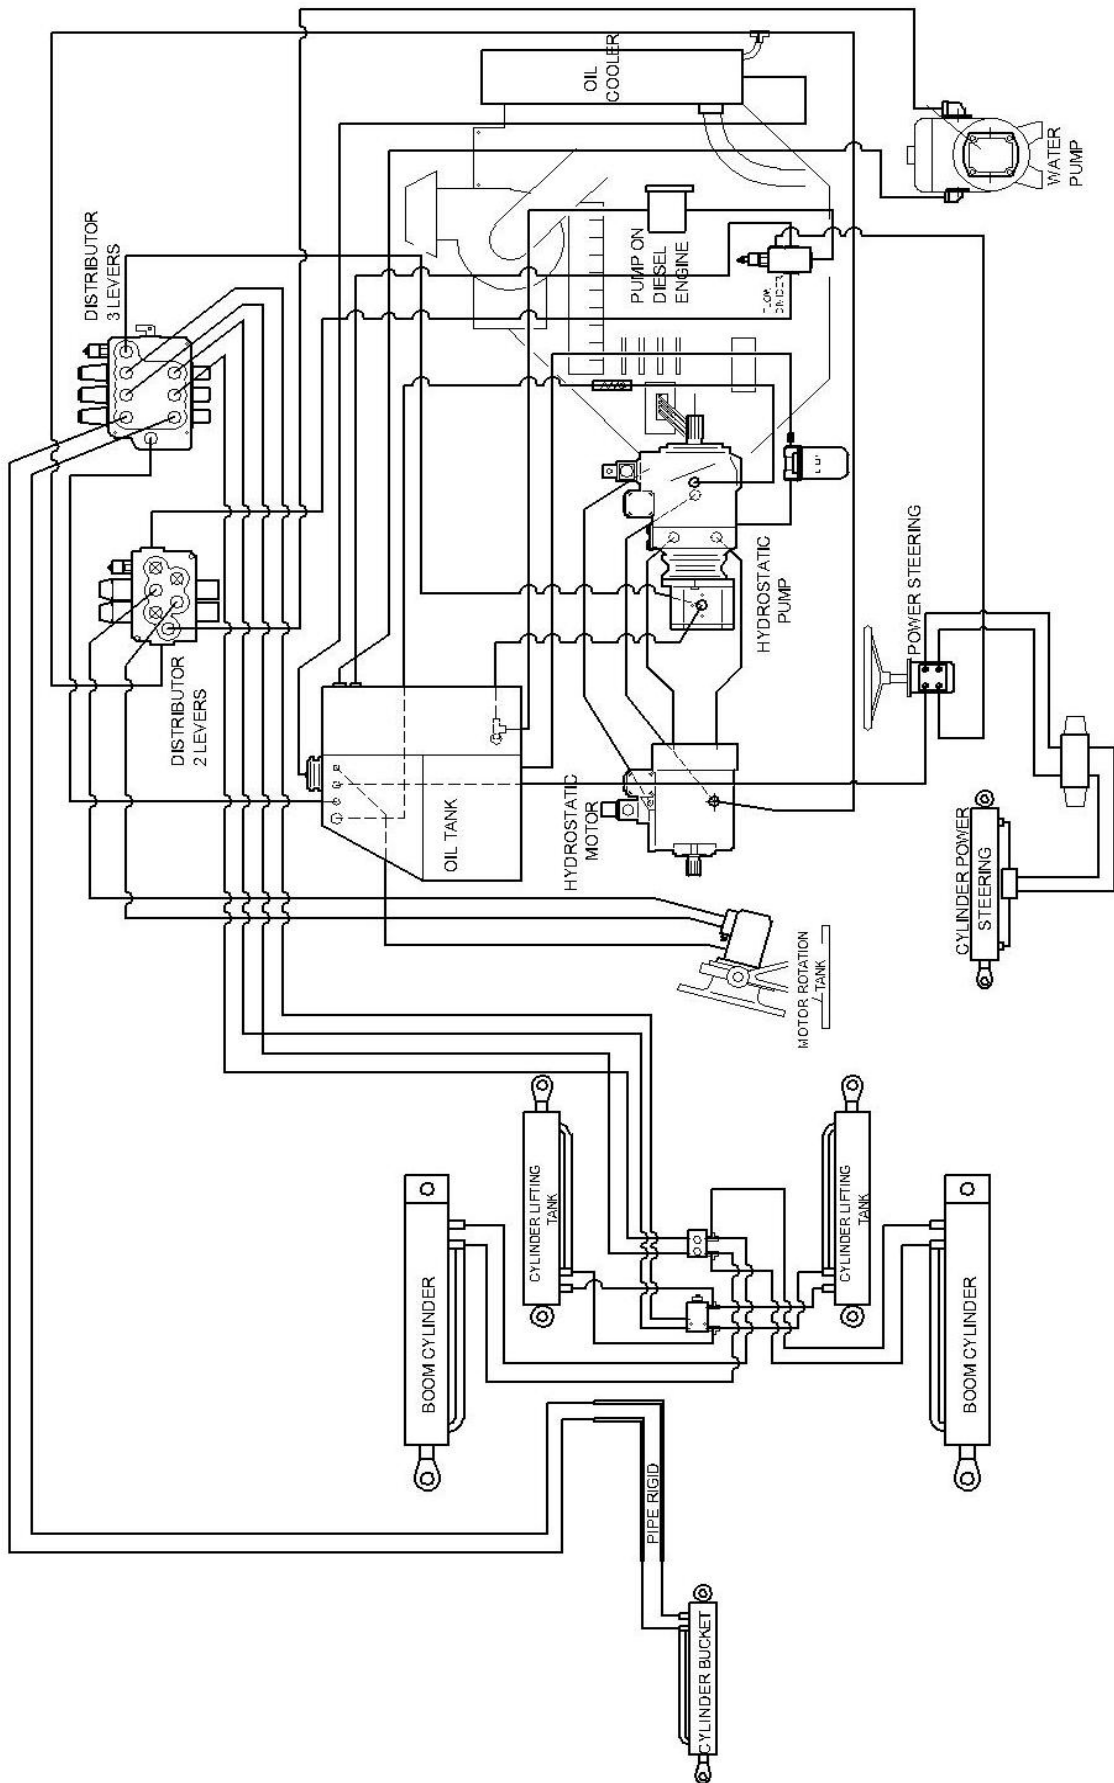 OIL
COOLER
WATER
PUMP
DISTRIBUTOR
3 LEVERS
PUMP ON
DIESEL
ENGINE
DISTRIBUTOR
2 LEVERS
HYDROSTATIC
PUMP
POWER STEERING
OIL TANK
HYDROSTATIC
MOTOR
CYLINDER POWER
STEERING
MOTOR ROTATION
TANK
CYLINDER LIFTING
TANK
CYLINDER LIFTING
TANK
BOOM CYLINDER
BOOM CYLINDER
PIPE RIGID
CYLINDER BUCKET